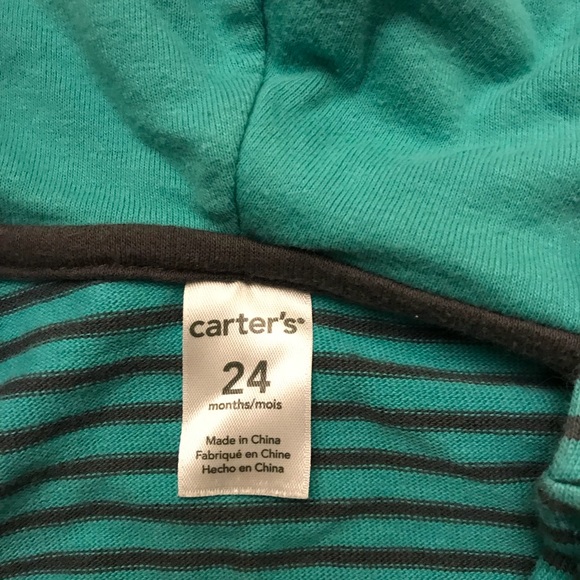 carter's
24
months/mois
Made in China
Fabriqué en Chine
Hecho en China